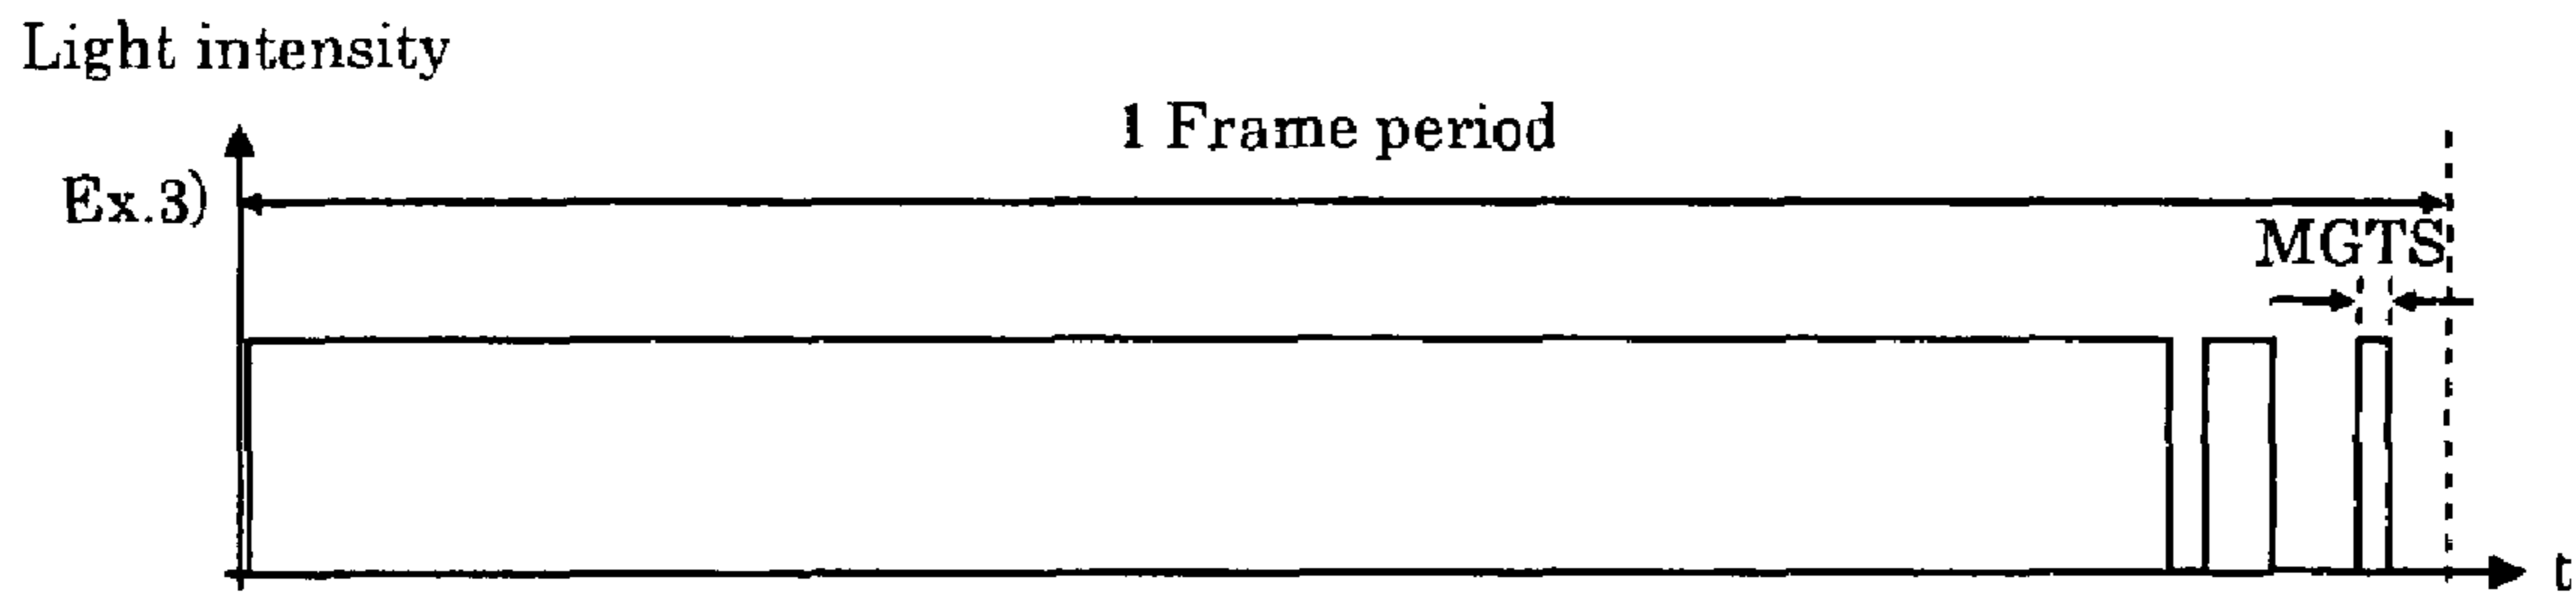 Light intensity
1 Frame period
Ex.3)
MGTS
t